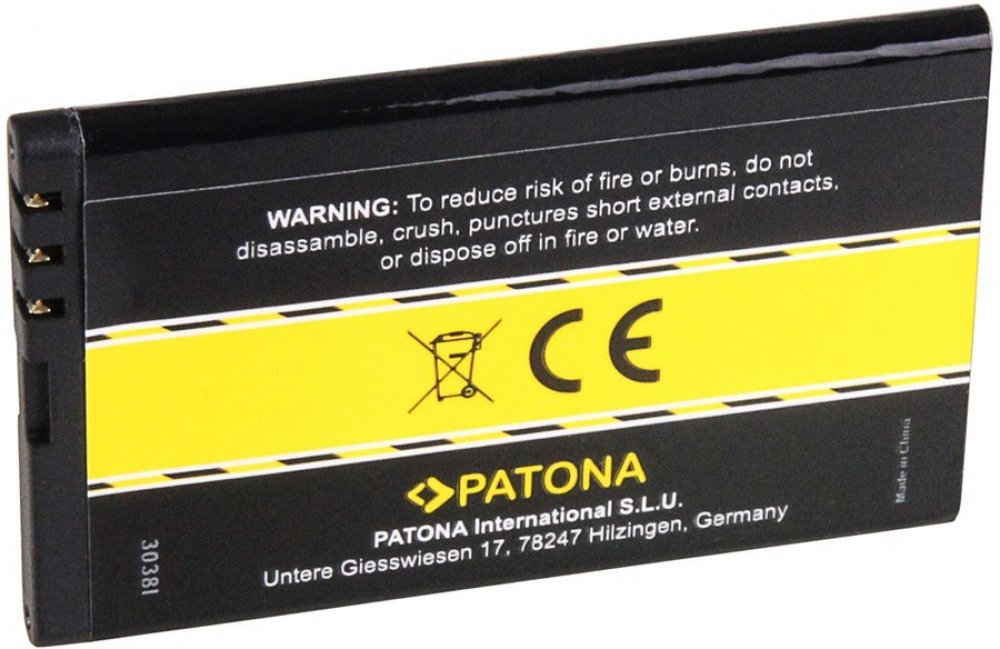 WARNING: To reduce risk of fire or burns, do not
disassamble, crush, punctures short external contacts,
or dispose off in fire or water.
CE
PATONA
PATONA International S.L.U.
Untere Giesswiesen 17, 78247 Hilzingen, Germany
30381
Made in China